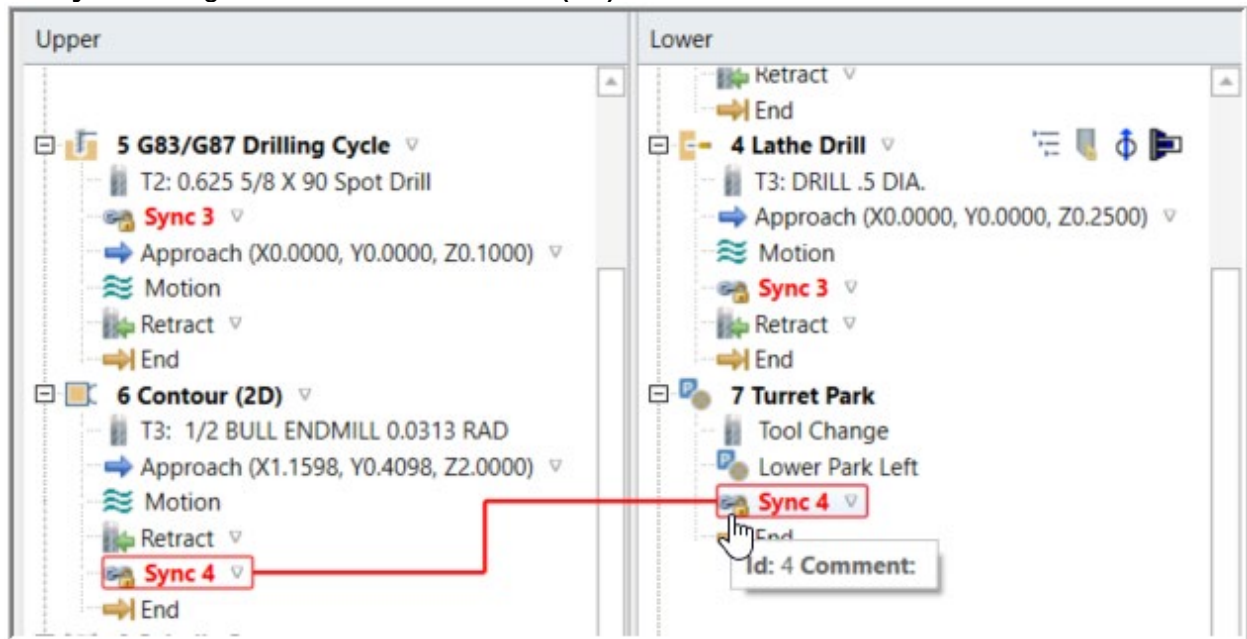 Upper
5 G83/G87 Drilling Cycle
T2: 0.625 5/8 X 90 Spot Drill
Sync 3
Approach (X0.0000, Y0.0000, Z0.1000)
Motion
Retract
End
6 Contour (2D)
T3: 1/2 BULL ENDMILL 0.0313 RAD
Approach (X1.1598, Y0.4098, Z2.0000)
Motion
Retract
Sync 4
End
Lower
Retract
End
4 Lathe Drill
T3: DRILL .5 DIA.
Approach (X0.0000, Y0.0000, Z0.2500)
Motion
Sync 3
Retract
End
7 Turret Park
Tool Change
Lower Park Left
Sync 4
End
Id: 4 Comment: